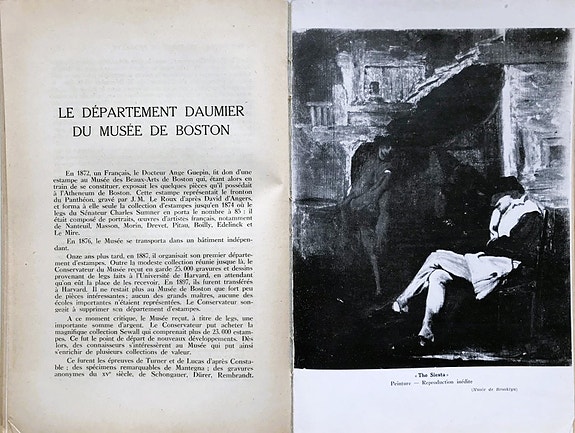 LE DÉPARTEMENT DAUMIER
DU MUSÉE DE BOSTON
En 1872, un Français, le Docteur Ange Guepin, fit don d'une
estampe au Musée des Beaux-Arts de Boston qui, étant alors en
train de se constituer, exposait les quelques pièces qu'il possédait
à l'Atheneum de Boston. Cette estampe représentait le fronton
du Panthéon, gravé par J.M. Le Roux d'après David d'Angers,
et forma à elle seule la collection d'estampes jusqu'en 1874 où le
legs du Sénateur Charles Sumner en porta le nombre à 85 : il
était composé de portraits, œuvres d'artistes français, notamment
de Nanteuil, Masson, Morin, Drevet, Pitau, Boilly, Edelinck et
Le Mire.
En 1876, le Musée se transporta dans un bâtiment indépen-
dant.
Onze ans plus tard, en 1887, il organisait son premier départe-
ment d'estampes. Outre la modeste collection réunie jusque là, le
Conservateur du Musée reçut en garde 25.000 gravures et dessins
provenant de legs faits à l'Université de Harvard, en attendant
qu'on eût la place de les recevoir. En 1897, ils furent transférés
à Harvard. Il ne restait plus au Musée de Boston que fort peu
de pièces intéressantes; aucun des grands maîtres, aucune des
écoles importantes n'étaient représentées. Le Conservateur son-
geait à supprimer son département d'estampes.
A ce moment critique, le Musée reçut, à titre de legs, une
importante somme d'argent. Le Conservateur put acheter la
magnifique collection Sewall qui comprenait plus de 23.000 estam-
pes. Ce fut le point de départ de nouveaux développements. Dès
lors, des connaisseurs s'intéressèrent au Musée qui put ainsi
s'enrichir de plusieurs collections de valeur.
Ce furent les épreuves de Turner et de Lucas d'après Consta-
ble ; des spécimens remarquables de Mantegna ; des gravures
anonymes du XVe siècle, de Schongauer, Dürer, Rembrandt,
«The Siesta»
Peinture — Reproduction inédite
(Musée de Brooklyn)